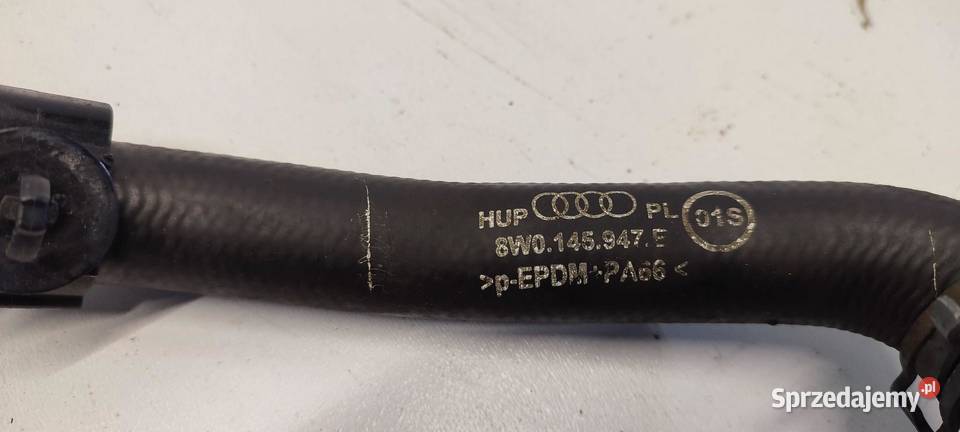 HUP PL 01S
8W0.145.947.E
>p-EPDM+PA66<
Sprzedajemy.pl